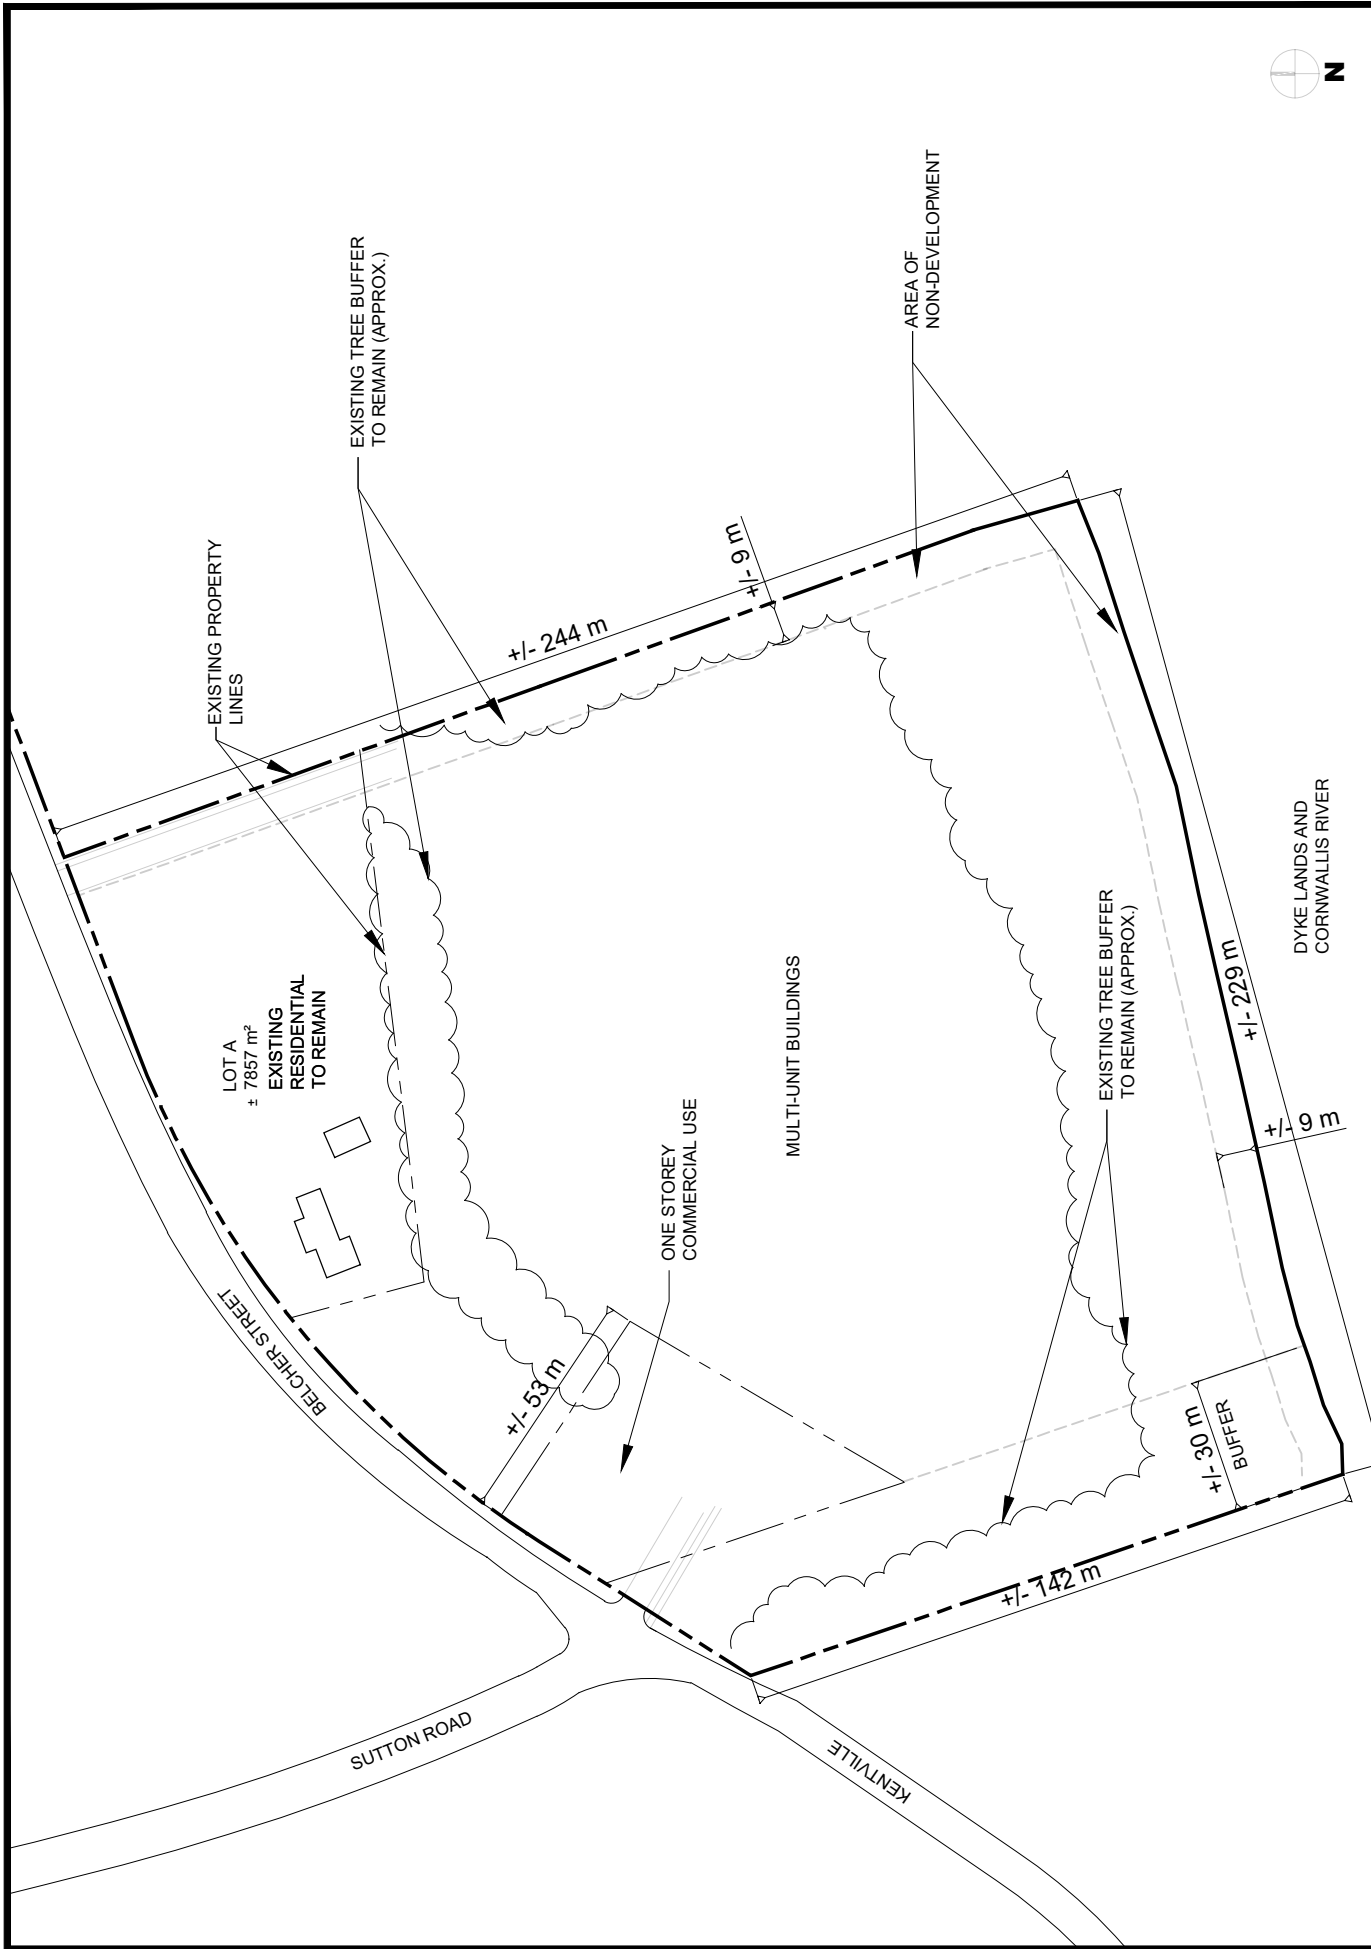 N
EXISTING TREE BUFFER
TO REMAIN (APPROX.)
AREA OF
NON-DEVELOPMENT
EXISTING PROPERTY
LINES
+/- 244 m
+/- 9 m
LOT A
± 7857 m²
EXISTING
RESIDENTIAL
TO REMAIN
MULTI-UNIT BUILDINGS
DYKE LANDS AND
CORNWALLIS RIVER
EXISTING TREE BUFFER
TO REMAIN (APPROX.)
+/- 229 m
+/- 9 m
ONE STOREY
COMMERCIAL USE
BELCHER STREET
+/- 53 m
+/- 30 m
BUFFER
+/- 142 m
SUTTON ROAD
KENTVILLE